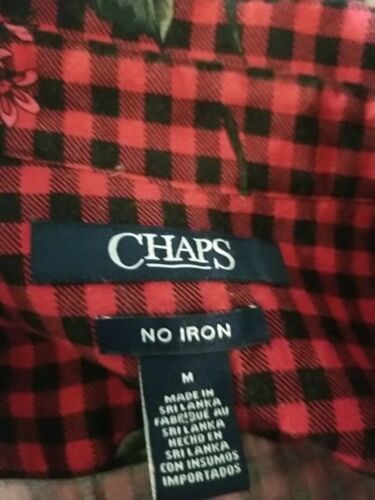 CHAPS
NO IRON
M
MADE IN
SRI LANKA
FABRIQUÉ AU
SRI LANKA
HECHO EN
SRI LANKA
CON INSUMOS
IMPORTADOS